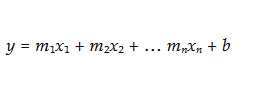 y = m₁x₁ + m₂x₂ + … mₙxₙ + b